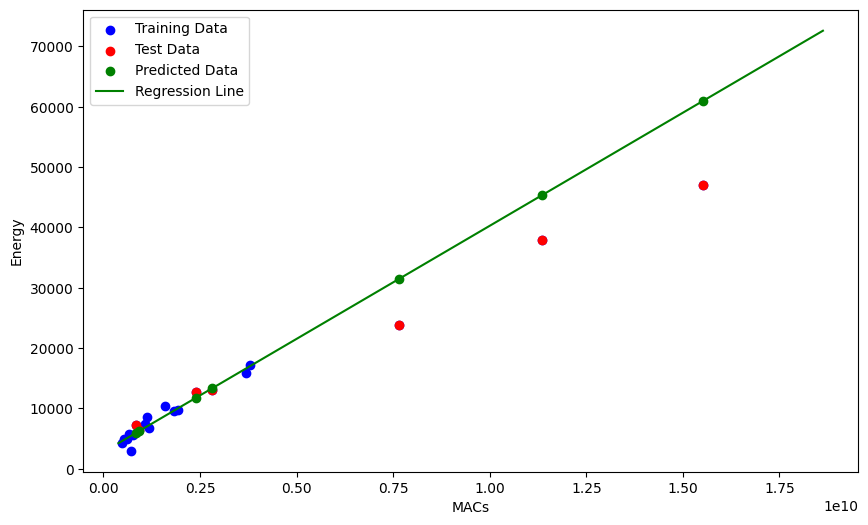 Training Data
Test Data
Predicted Data
Regression Line
70000
60000
50000
40000
30000
20000
10000
0
Energy
0.00 0.25 0.50 0.75 1.00 1.25 1.50 1.75
1e10
MACs